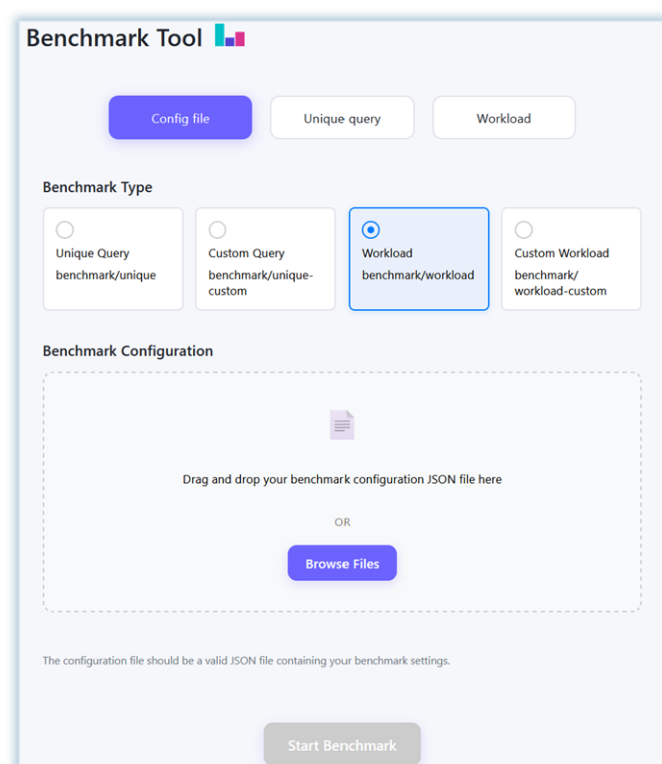 Benchmark Tool
Config file
Unique query
Workload
Benchmark Type
Unique Query
benchmark/unique
Custom Query
benchmark/unique-
custom
Workload
benchmark/workload
Custom Workload
benchmark/
workload-custom
Benchmark Configuration
Drag and drop your benchmark configuration JSON file here
OR
Browse Files
The configuration file should be a valid JSON file containing your benchmark settings.
Start Benchmark